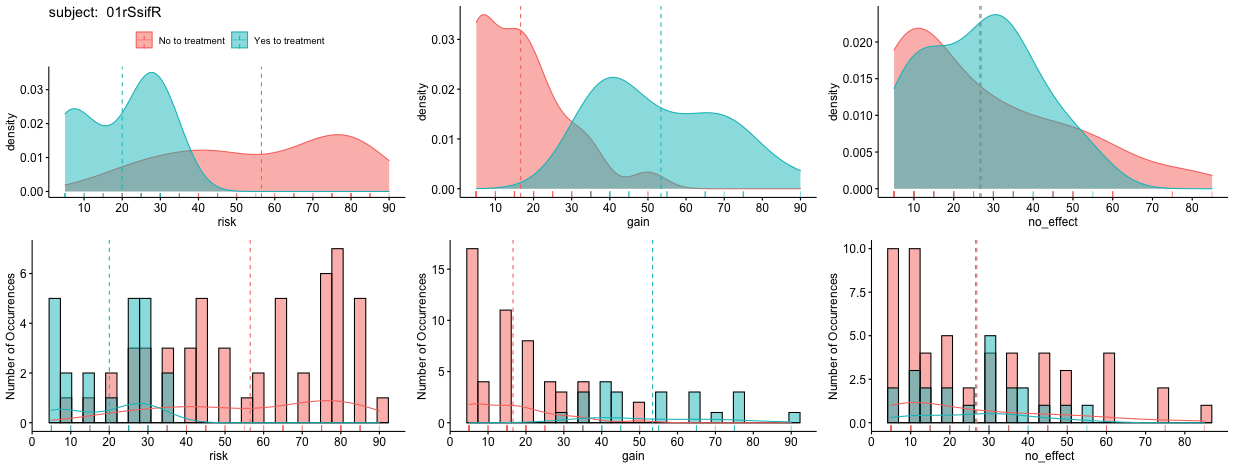 subject:  01rSsifR
No to treatment Yes to treatment
density
0.03
0.02
0.01
0.00
10 20 30 40 50 60 70 80 90
risk
density
0.03
0.02
0.01
0.00
10 20 30 40 50 60 70 80 90
gain
density
0.020
0.015
0.010
0.005
0.000
10 20 30 40 50 60 70 80
no_effect
Number of Occurrences
6
4
2
0
0 10 20 30 40 50 60 70 80 90
risk
Number of Occurrences
15
10
5
0
0 10 20 30 40 50 60 70 80 90
gain
Number of Occurrences
10.0
7.5
5.0
2.5
0.0
0 10 20 30 40 50 60 70 80
no_effect